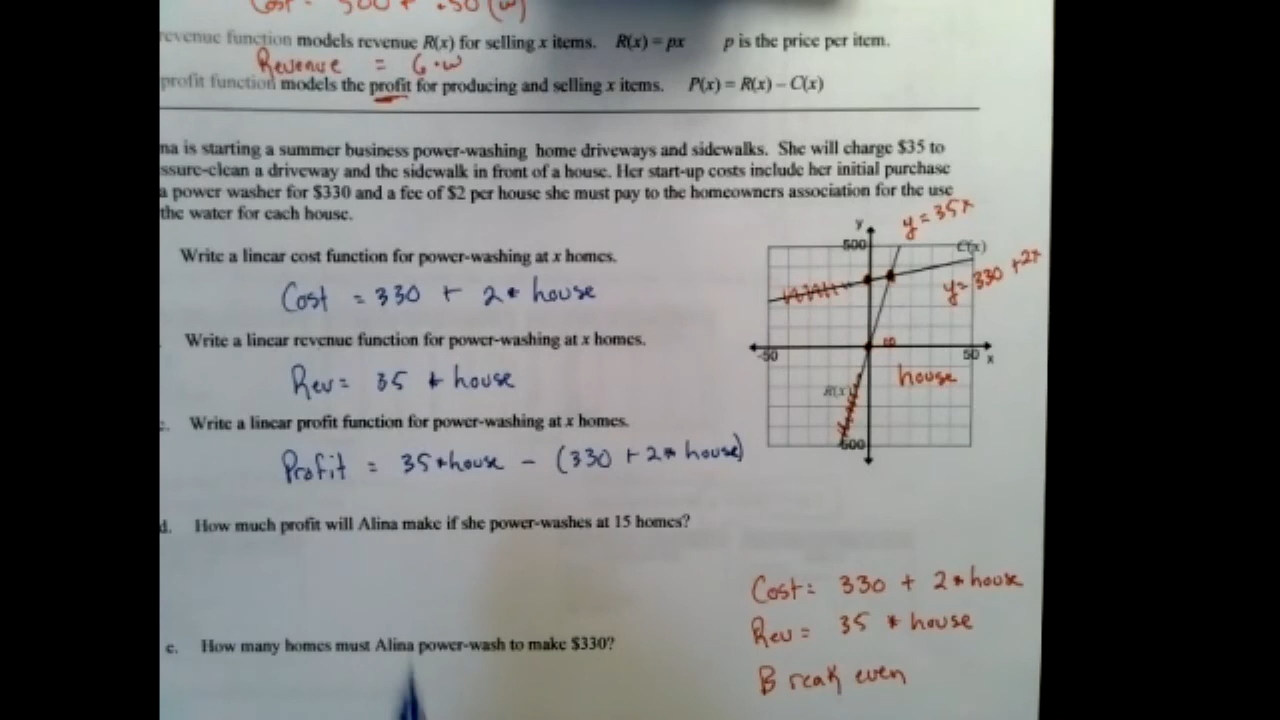 Cost = 300 + .50 (w)
revenue function models revenue R(x) for selling x items. R(x) = px p is the price per item.
Revenue = 6·w
profit function models the profit for producing and selling x items. P(x) = R(x) – C(x)
na is starting a summer business power-washing home driveways and sidewalks. She will charge $35 to
ssure-clean a driveway and the sidewalk in front of a house. Her start-up costs include her initial purchase
a power washer for $330 and a fee of $2 per house she must pay to the homeowners association for the use
the water for each house.
Write a linear cost function for power-washing at x homes.
Cost = 330 + 2* house
Write a linear revenue function for power-washing at x homes.
Rev = 35 * house
c. Write a linear profit function for power-washing at x homes.
Profit = 35*house - (330 + 2* house)
y
y = 35x
500
C(x)
y = 330 + 2x
10
-50
50 x
house
R(x)
-500
d. How much profit will Alina make if she power-washes at 15 homes?
Cost = 330 + 2 * house
Rev = 35 * house
Break even
e. How many homes must Alina power-wash to make $330?